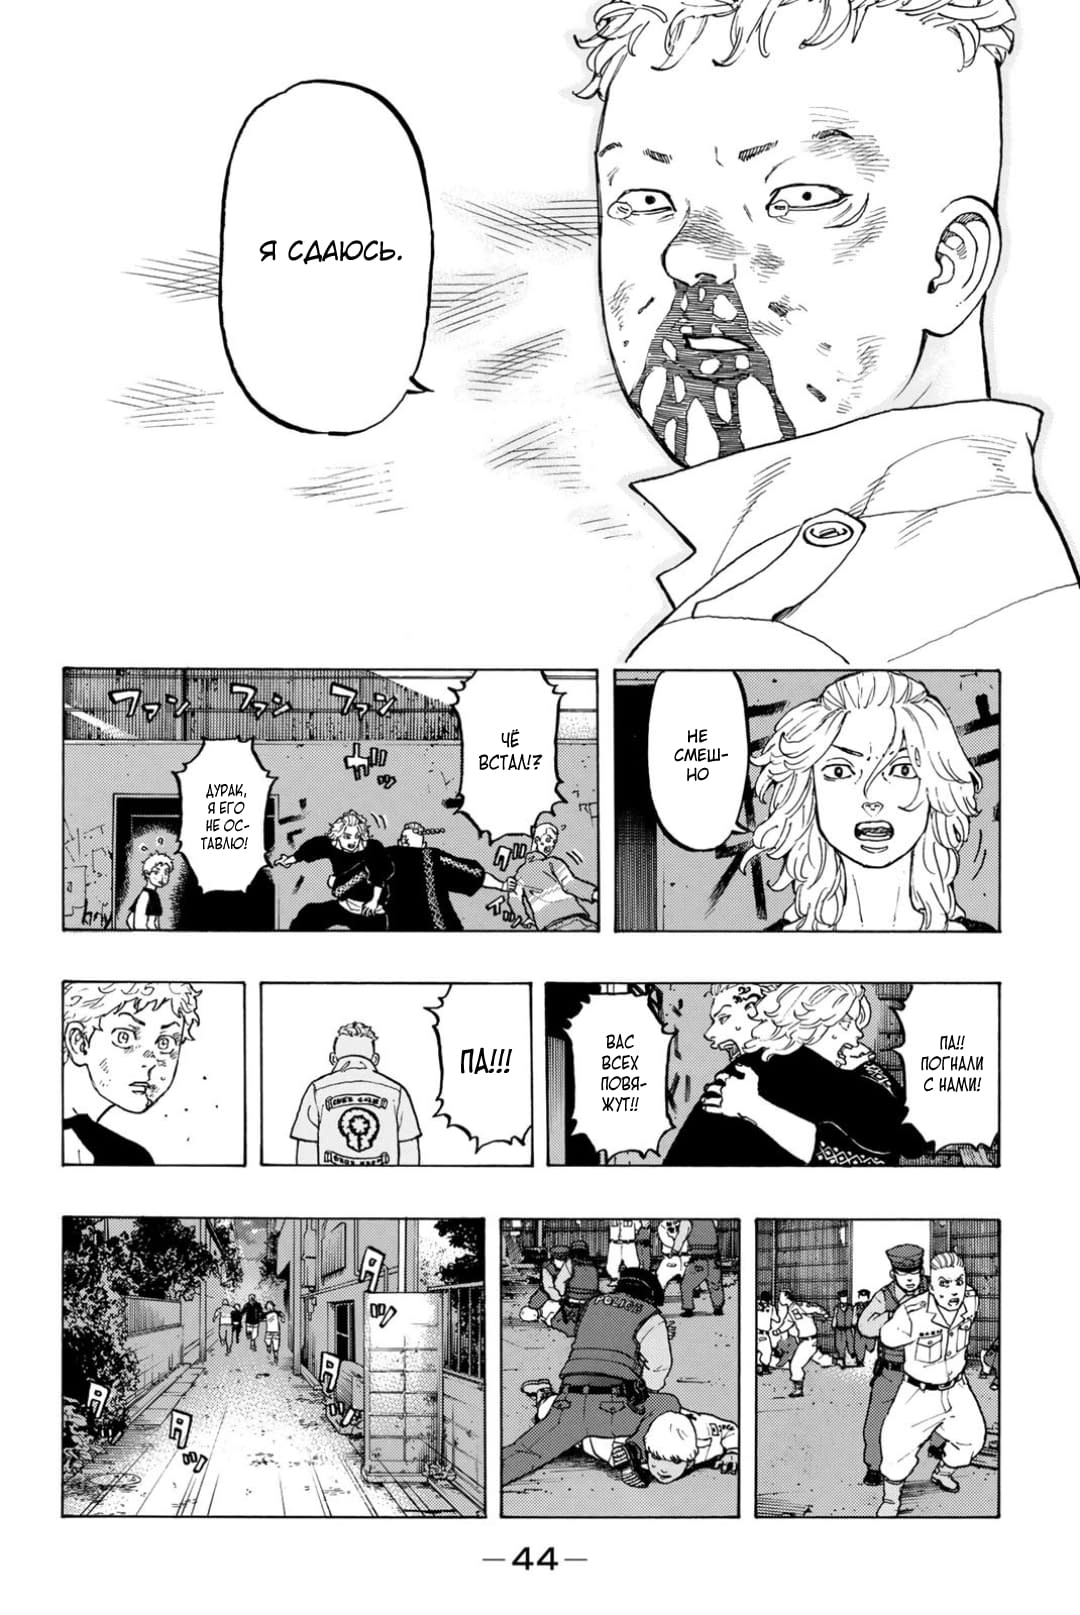 Я СДАЮСЬ.
НЕ
СМЕШ-
НО
ЧЁ
ВСТАЛ!?
ДУРАК,
Я ЕГО
НЕ ОС-
ТАВЛЮ!
ファン ファン ファン
ПА!!
ПОГНАЛИ
С НАМИ!
ВАС
ВСЕХ
ПОВЯ-
ЖУТ!!
ПА!!!
POLICE
—44—